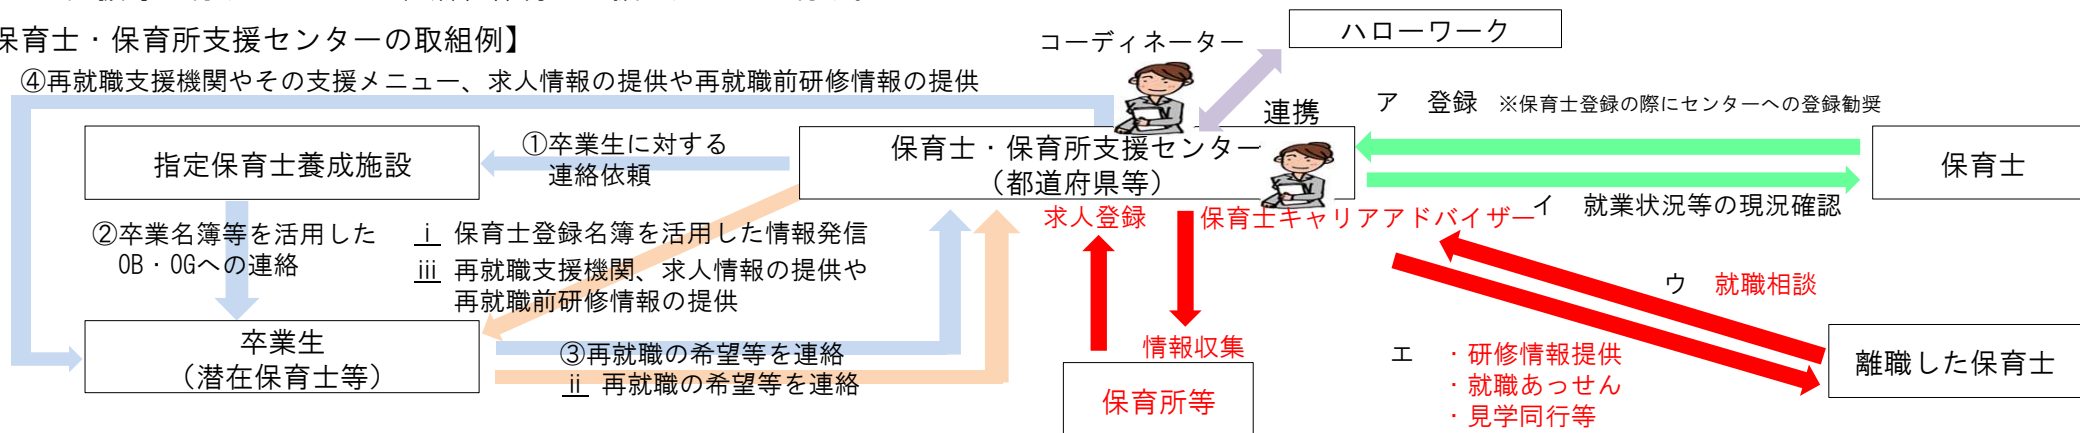 保育士・保育所支援センターの取組例】
コーディネーター
ハローワーク
④再就職支援機関やその支援メニュー、求人情報の提供や再就職前研修情報の提供
連携
ア　登録　※保育士登録の際にセンターへの登録勧奨
指定保育士養成施設
①卒業生に対する
連絡依頼
保育士・保育所支援センター
（都道府県等）
保育士
イ　就業状況等の現況確認
求人登録
保育士キャリアアドバイザー
②卒業名簿等を活用した
OB・OGへの連絡
ⅰ 保育士登録名簿を活用した情報発信
ⅲ 再就職支援機関、求人情報の提供や
再就職前研修情報の提供
ウ　就職相談
卒業生
（潜在保育士等）
③再就職の希望等を連絡
ⅱ 再就職の希望等を連絡
情報収集
保育所等
エ　・研修情報提供
・就職あっせん
・見学同行等
離職した保育士